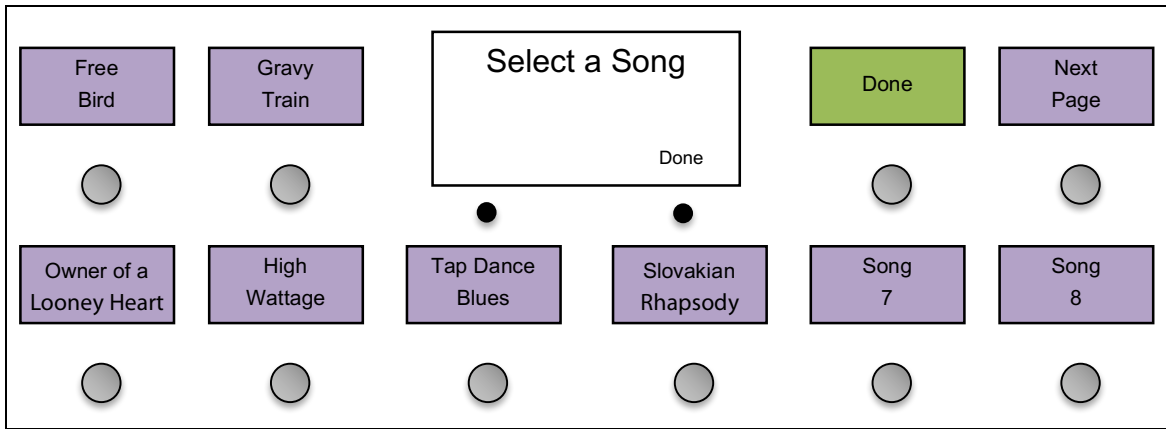 Free
Bird
Gravy
Train
Select a Song
Done
Done
Next
Page
Owner of a
Looney Heart
High
Wattage
Tap Dance
Blues
Slovakian
Rhapsody
Song
7
Song
8